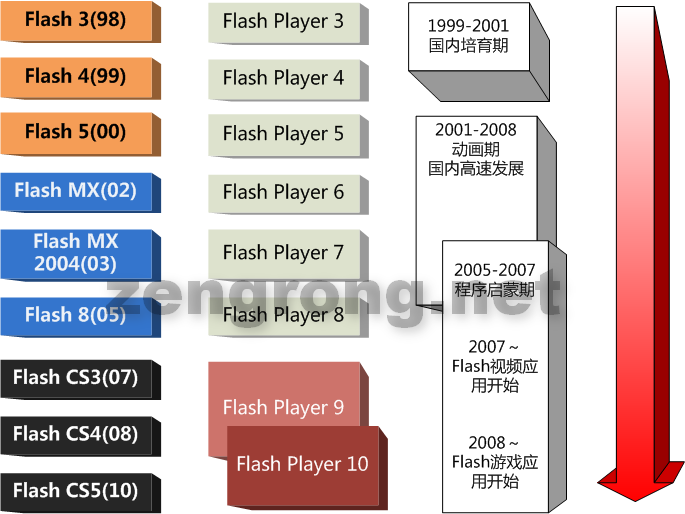 Flash 3(98)
Flash 4(99)
Flash 5(00)
Flash MX(02)
Flash MX
2004(03)
Flash 8(05)
Flash CS3(07)
Flash CS4(08)
Flash CS5(10)
Flash Player 3
Flash Player 4
Flash Player 5
Flash Player 6
Flash Player 7
Flash Player 8
Flash Player 9
Flash Player 10
1999-2001
国内培育期
2001-2008
动画期
国内高速发展
2005-2007
程序启蒙期
2007～
Flash视频应
用开始
2008～
Flash游戏应
用开始
zengrong.net